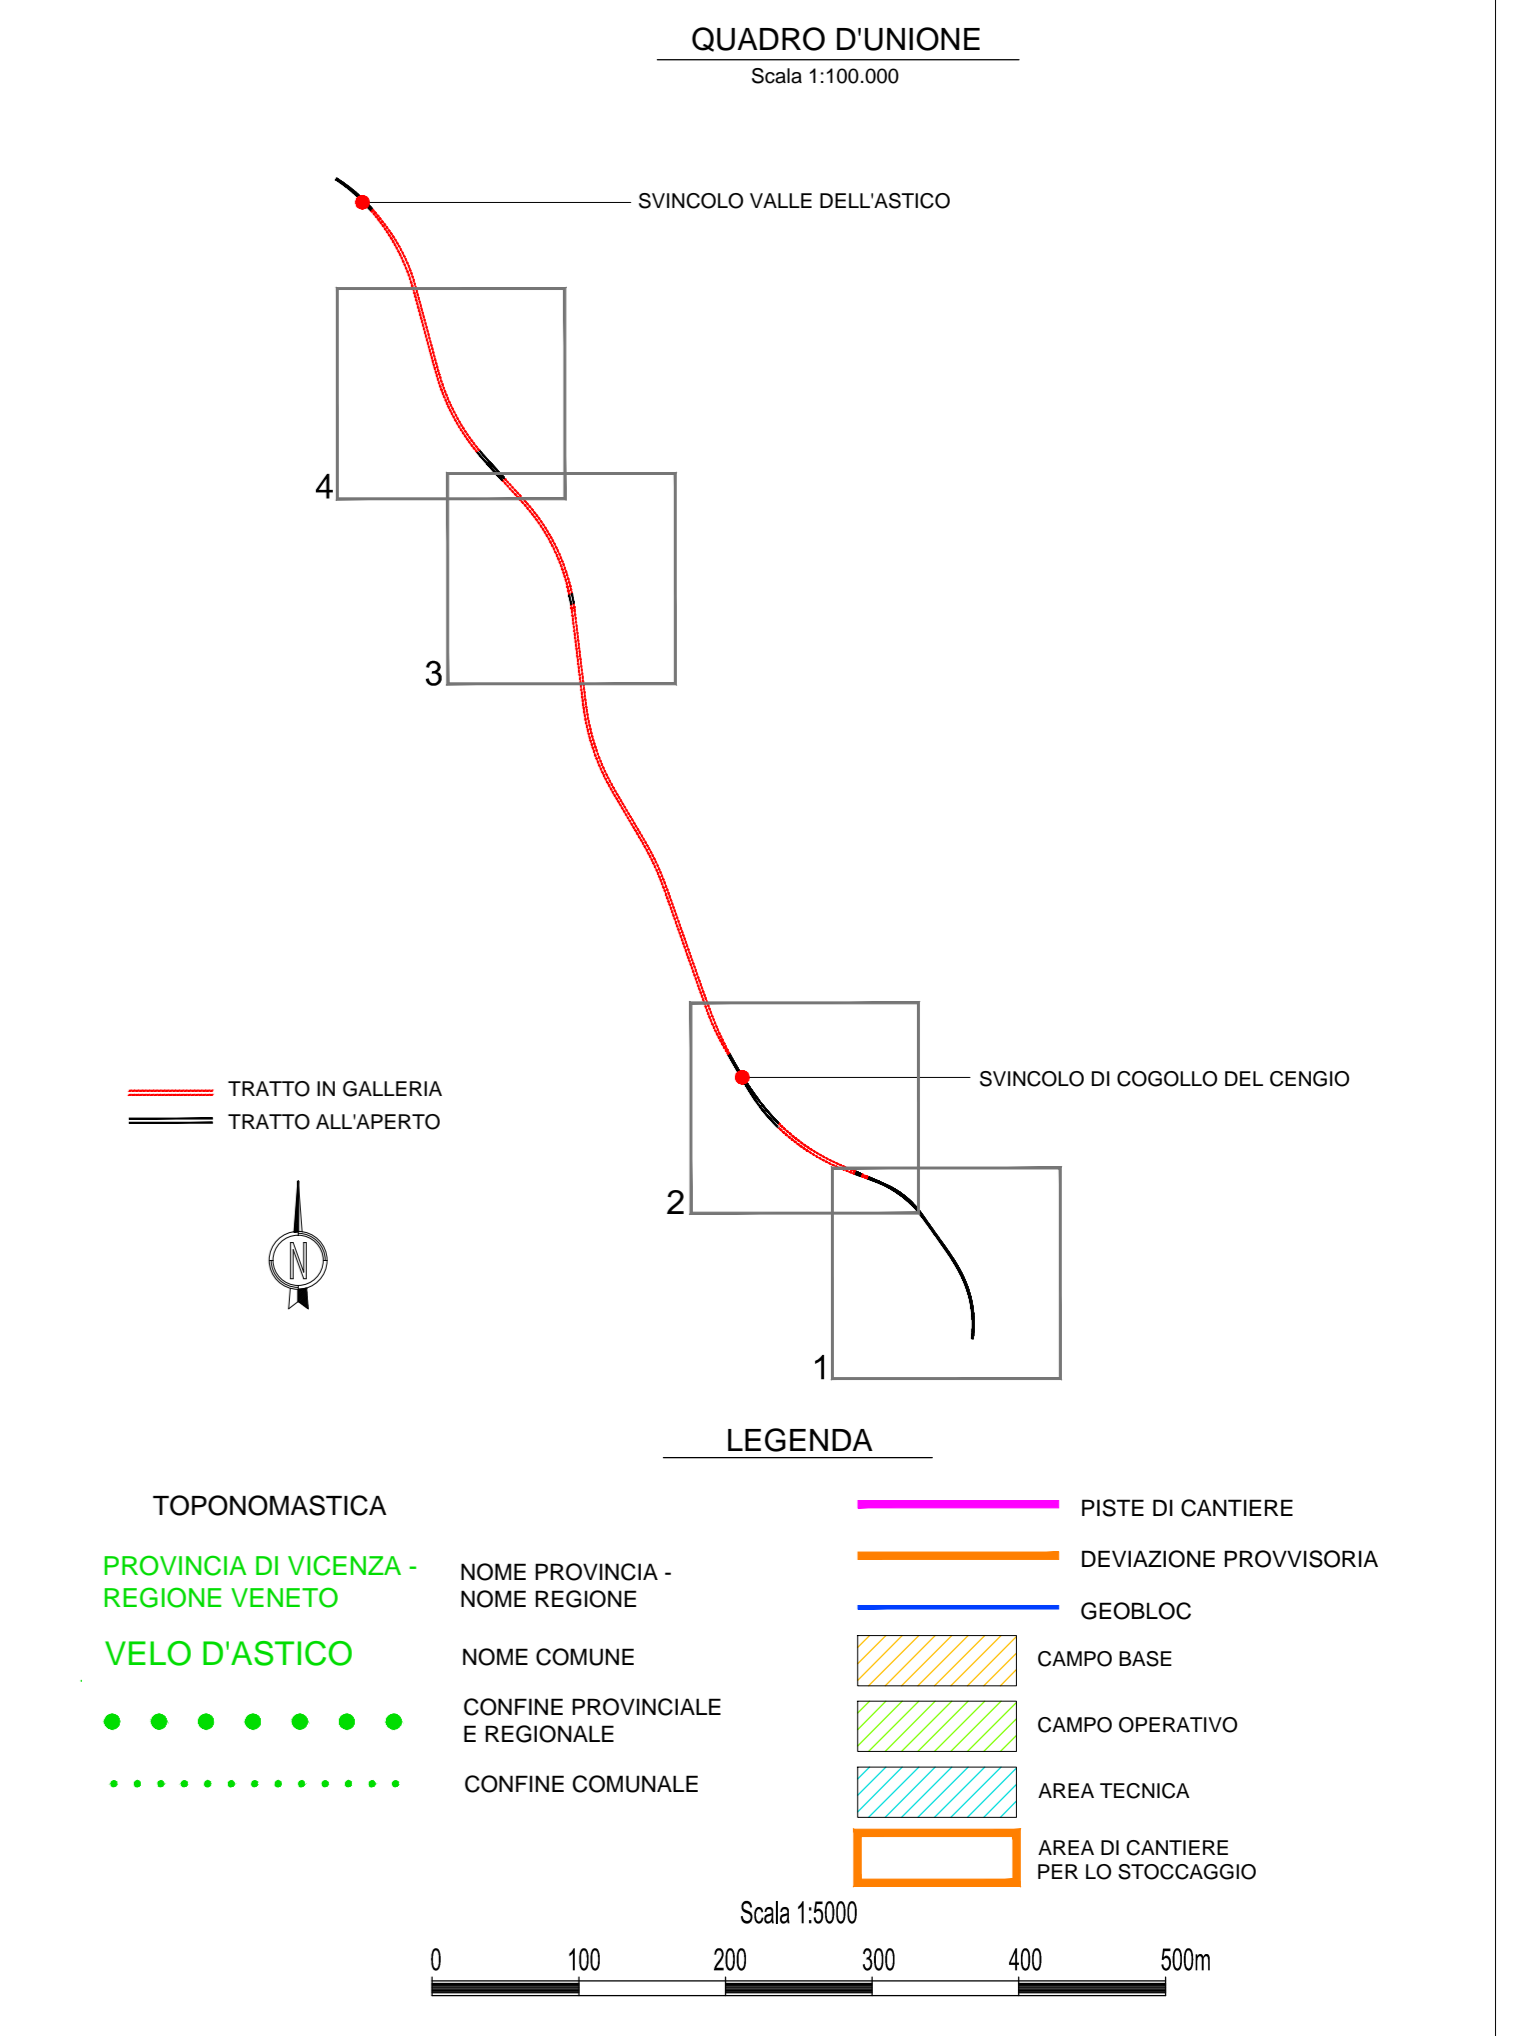 QUADRO D'UNIONE
Scala 1:100.000
SVINCOLO VALLE DELL'ASTICO
4
3
SVINCOLO DI COGOLLO DEL CENGIO
TRATTO IN GALLERIA
TRATTO ALL'APERTO
2
N
1
LEGENDA
TOPONOMASTICA
PROVINCIA DI VICENZA -
REGIONE VENETO
NOME PROVINCIA -
NOME REGIONE
VELO D'ASTICO
NOME COMUNE
CONFINE PROVINCIALE
E REGIONALE
CONFINE COMUNALE
PISTE DI CANTIERE
DEVIAZIONE PROVVISORIA
GEOBLOC
CAMPO BASE
CAMPO OPERATIVO
AREA TECNICA
AREA DI CANTIERE
PER LO STOCCAGGIO
Scala 1:5000
0 100 200 300 400 500m